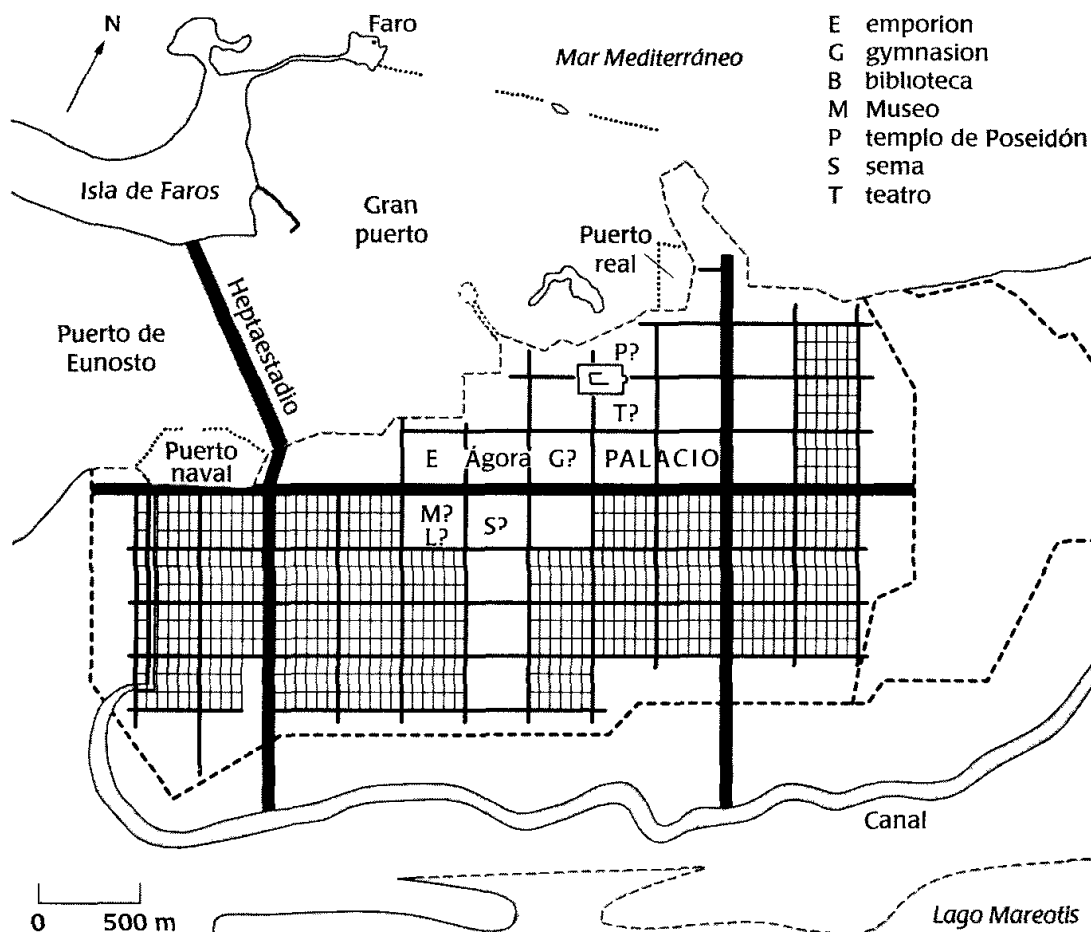 N
Faro
Mar Mediterráneo
E emporion
G gymnasion
B biblioteca
M Museo
P templo de Poseidón
S sema
T teatro
Isla de Faros
Gran
puerto
Puerto
real
Heptaestadio
Puerto de
Eunosto
P?
T?
Puerto
naval
E
Ágora
G?
PALACIO
M?
L?
S?
Canal
0 500 m
Lago Mareotis